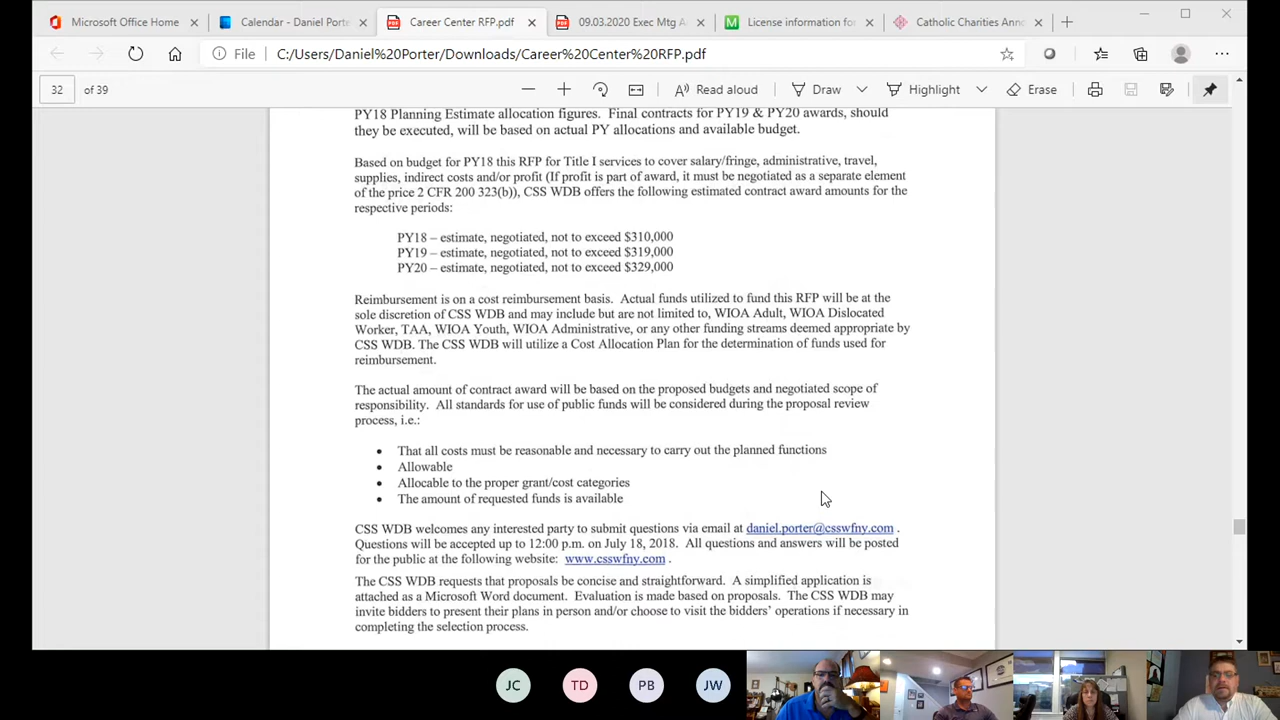 Microsoft Office Home
Calendar - Daniel Porter
Career Center RFP.pdf
09.03.2020 Exec Mtg A
License information for
Catholic Charities Anno
File
C:/Users/Daniel%20Porter/Downloads/Career%20Center%20RFP.pdf
32 of 39
Read aloud
Draw
Highlight
Erase
PY18 Planning Estimate allocation figures. Final contracts for PY19 & PY20 awards, should
they be executed, will be based on actual PY allocations and available budget.
Based on budget for PY18 this RFP for Title I services to cover salary/fringe, administrative, travel,
supplies, indirect costs and/or profit (If profit is part of award, it must be negotiated as a separate element
of the price 2 CFR 200 323(b)), CSS WDB offers the following estimated contract award amounts for the
respective periods:
PY18 – estimate, negotiated, not to exceed $310,000
PY19 – estimate, negotiated, not to exceed $319,000
PY20 – estimate, negotiated, not to exceed $329,000
Reimbursement is on a cost reimbursement basis. Actual funds utilized to fund this RFP will be at the
sole discretion of CSS WDB and may include but are not limited to, WIOA Adult, WIOA Dislocated
Worker, TAA, WIOA Youth, WIOA Administrative, or any other funding streams deemed appropriate by
CSS WDB. The CSS WDB will utilize a Cost Allocation Plan for the determination of funds used for
reimbursement.
The actual amount of contract award will be based on the proposed budgets and negotiated scope of
responsibility. All standards for use of public funds will be considered during the proposal review
process, i.e.:
• That all costs must be reasonable and necessary to carry out the planned functions
• Allowable
• Allocable to the proper grant/cost categories
• The amount of requested funds is available
CSS WDB welcomes any interested party to submit questions via email at daniel.porter@csswfny.com .
Questions will be accepted up to 12:00 p.m. on July 18, 2018. All questions and answers will be posted
for the public at the following website: www.csswfny.com .
The CSS WDB requests that proposals be concise and straightforward. A simplified application is
attached as a Microsoft Word document. Evaluation is made based on proposals. The CSS WDB may
invite bidders to present their plans in person and/or choose to visit the bidders' operations if necessary in
completing the selection process.
JC
TD
PB
JW